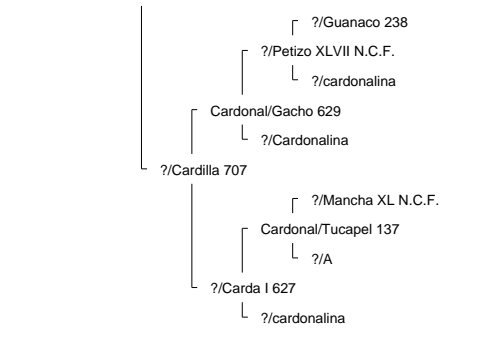 ?/Guanaco 238
?/Petizo XLVII N.C.F.
?/cardonalina
Cardonal/Gacho 629
?/Cardonalina
?/Cardilla 707
?/Mancha XL N.C.F.
Cardonal/Tucapel 137
?/A
?/Carda I 627
?/cardonalina